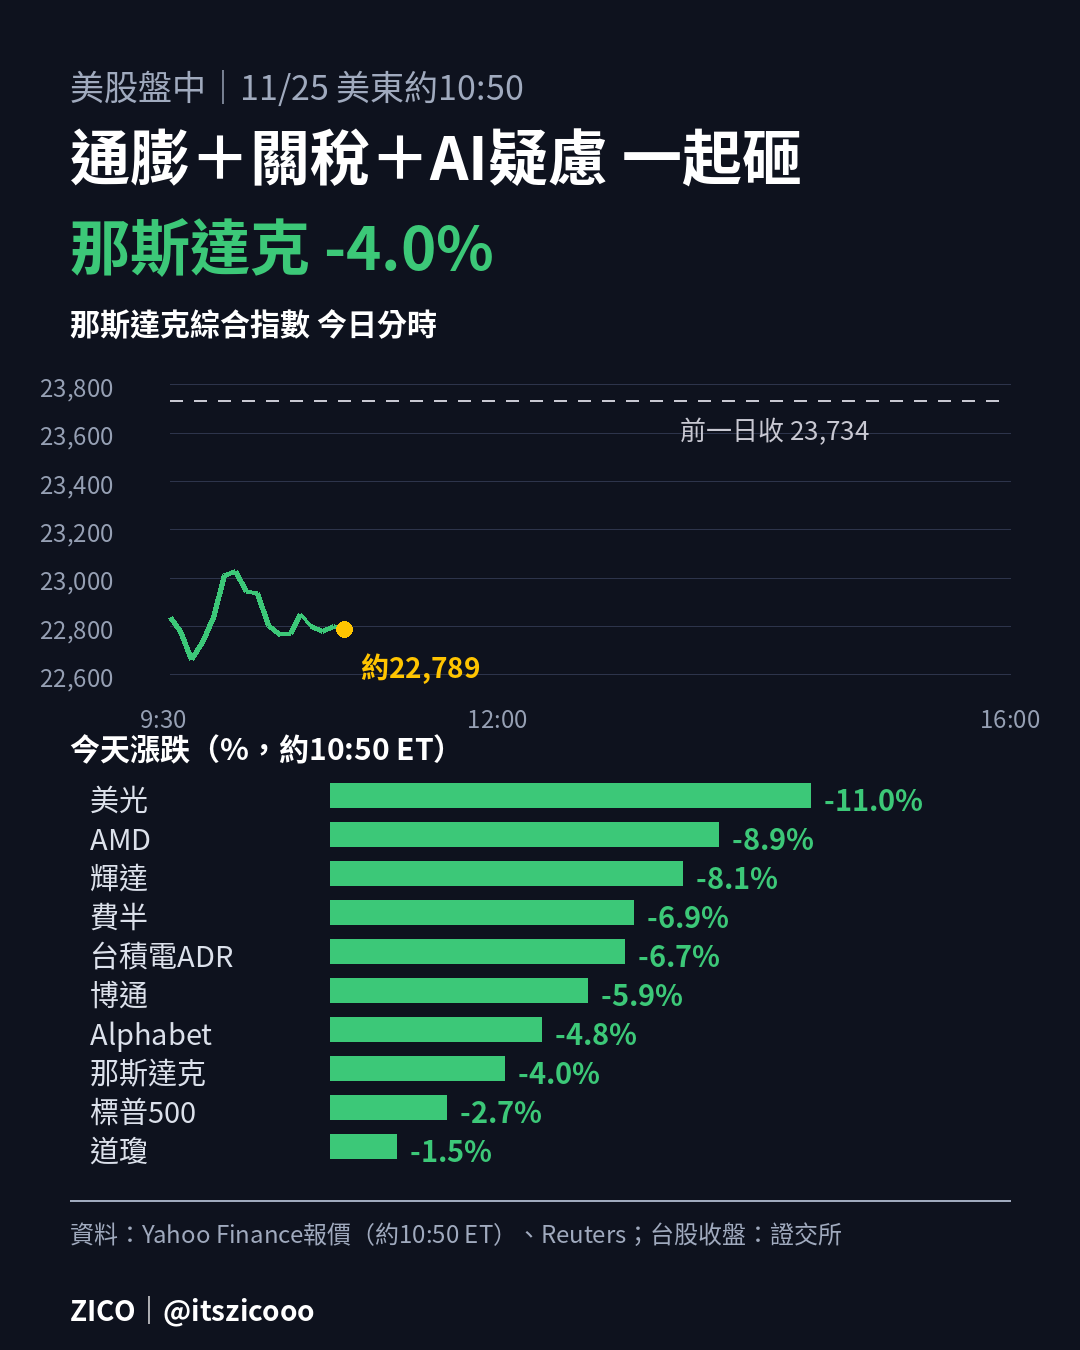 美股盤中｜11/25 美東約10:50
通膨＋關稅＋AI疑慮 一起砸
那斯達克 -4.0%
那斯達克綜合指數 今日分時
23,800
前一日收 23,734
23,600
23,400
23,200
23,000
22,800
約22,789
22,600
9:30 12:00 16:00
今天漲跌（%，約10:50 ET）
美光 -11.0%
AMD -8.9%
輝達 -8.1%
費半 -6.9%
台積電ADR -6.7%
博通 -5.9%
Alphabet -4.8%
那斯達克 -4.0%
標普500 -2.7%
道瓊 -1.5%
資料：Yahoo Finance報價（約10:50 ET）、Reuters；台股收盤：證交所
ZICO｜@itszicooo